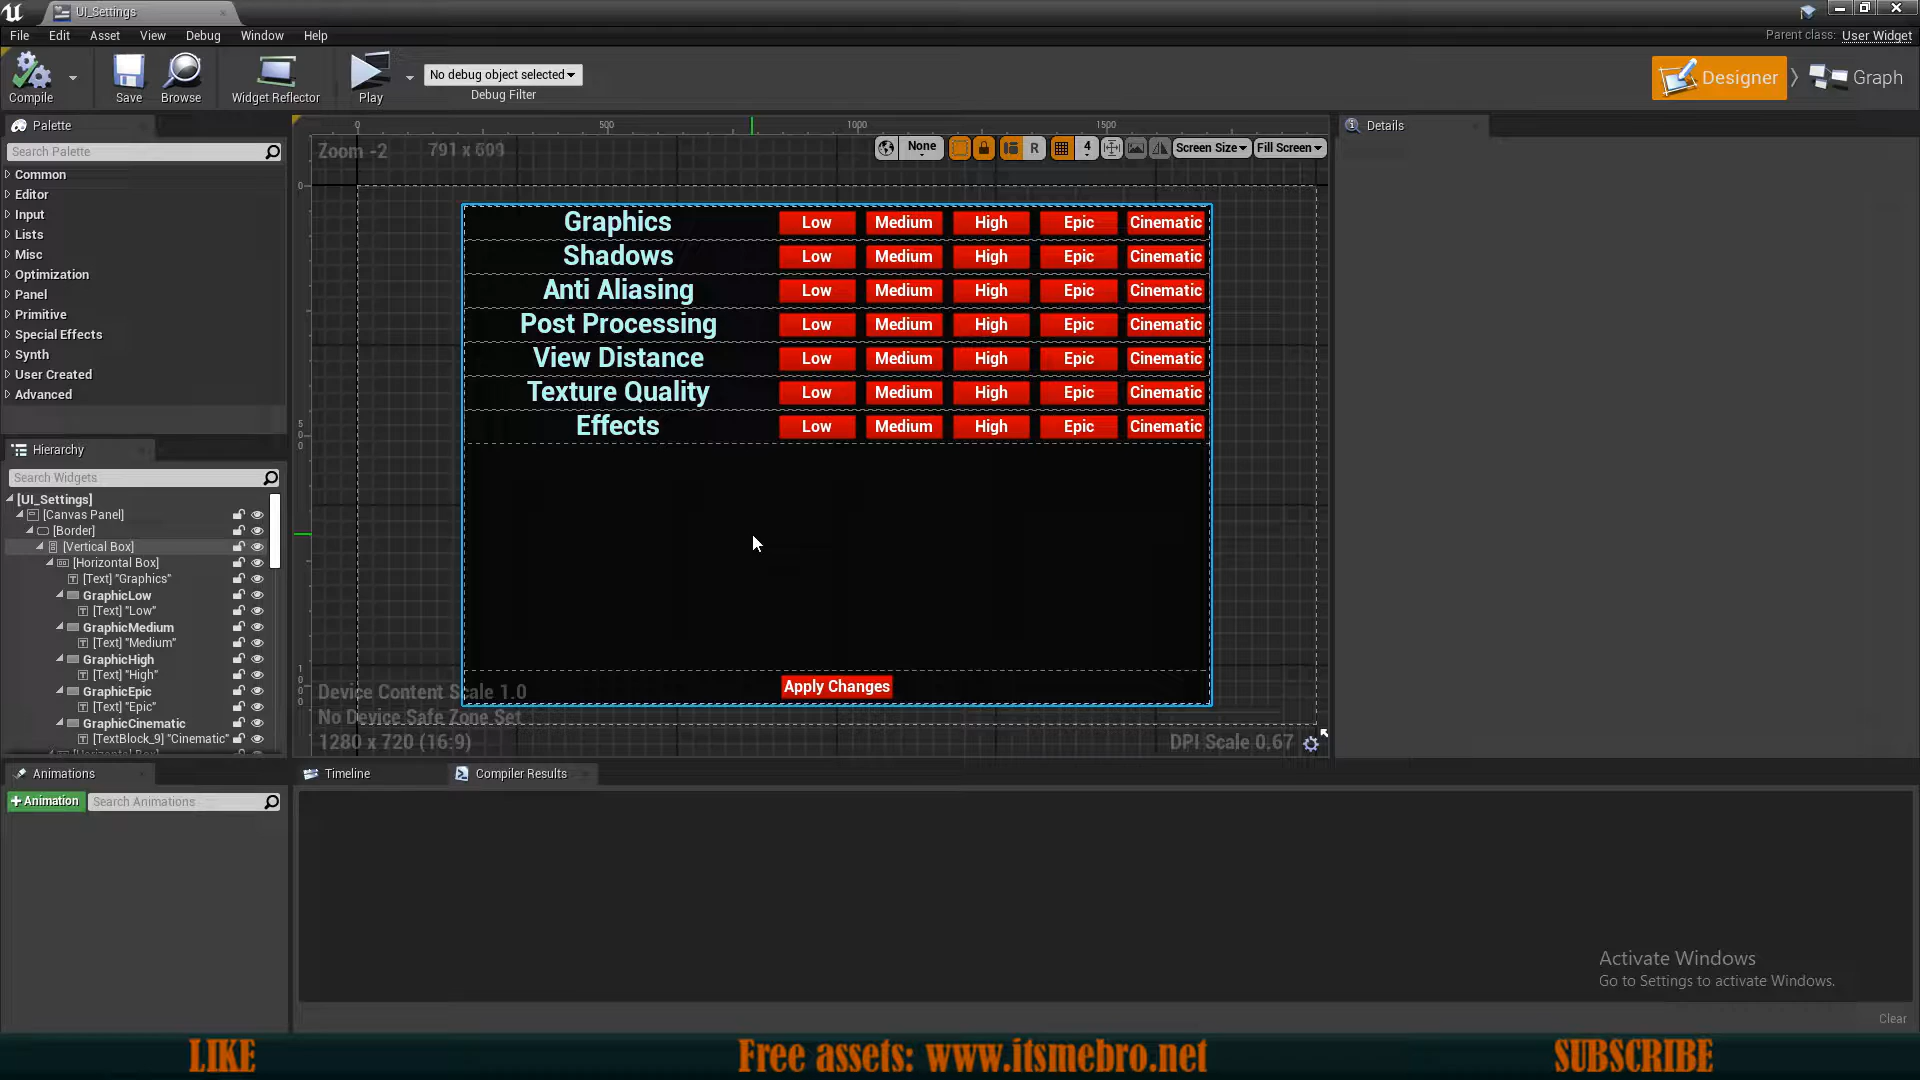 UI_Settings
File Edit Asset View Debug Window Help
Parent class: User Widget
Compile
Save
Browse
Widget Reflector
Play
No debug object selected
Debug Filter
Designer
Graph
Palette
Search Palette
Common
Editor
Input
Lists
Misc
Optimization
Panel
Primitive
Special Effects
Synth
User Created
Advanced
Hierarchy
Search Widgets
[UI_Settings]
[Canvas Panel]
[Border]
[Vertical Box]
[Horizontal Box]
[Text] "Graphics"
GraphicLow
[Text] "Low"
GraphicMedium
[Text] "Medium"
GraphicHigh
[Text] "High"
GraphicEpic
[Text] "Epic"
GraphicCinematic
[TextBlock_9] "Cinematic"
0 500 1000 1500
Zoom -2
791 x 509
None
R
4
Screen Size
Fill Screen
0
500
Graphics Low Medium High Epic Cinematic
Shadows Low Medium High Epic Cinematic
Anti Aliasing Low Medium High Epic Cinematic
Post Processing Low Medium High Epic Cinematic
View Distance Low Medium High Epic Cinematic
Texture Quality Low Medium High Epic Cinematic
Effects Low Medium High Epic Cinematic
Apply Changes
Device Content Scale 1.0
No Device Safe Zone Set
1280 x 720 (16:9)
DPI Scale 0.67
Details
Animations
+Animation
Search Animations
Timeline
Compiler Results
Activate Windows
Go to Settings to activate Windows.
Clear
LIKE
Free assets: www.itsmebro.net
SUBSCRIBE